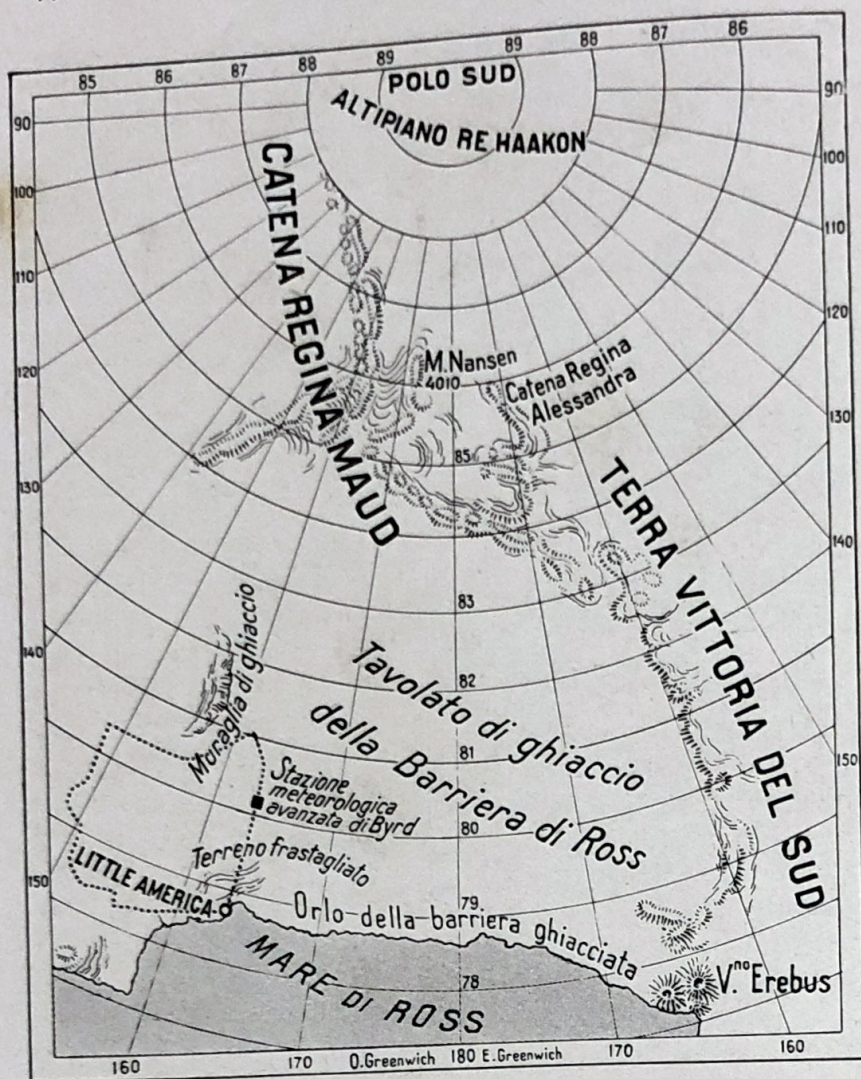 85 86 87 88 89 89 88 87 86
POLO SUD
ALTIPIANO RE HAAKON
90
100
110
120
130
140
150
90
100
110
120
130
140
150
CATENA REGINA MAUD
M. Nansen
4010
Catena Regina
Alessandra
85
TERRA VITTORIA DEL SUD
83
82
81
80
79
78
Tavolato di ghiaccio
della Barriera di Ross
Muraglia di ghiaccio
Stazione
meteorologica
avanzata di Byrd
Terreno frastagliato
LITTLE AMERICA
Orlo della barriera ghiacciata
MARE DI ROSS
V.no Erebus
160 170 O.Greenwich 180 E.Greenwich 170 160